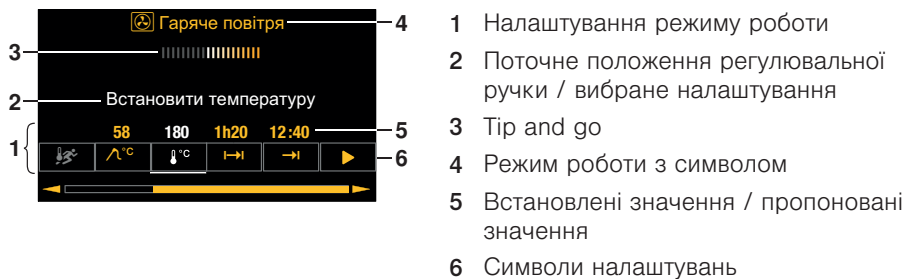 Гаряче повітря
4
3
2
Встановити температуру
58 180 1h20 12:40
5
1
°C °C
6
1 Налаштування режиму роботи
2 Поточне положення регулювальної
ручки / вибране налаштування
3 Tip and go
4 Режим роботи з символом
5 Встановлені значення / пропоновані
значення
6 Символи налаштувань